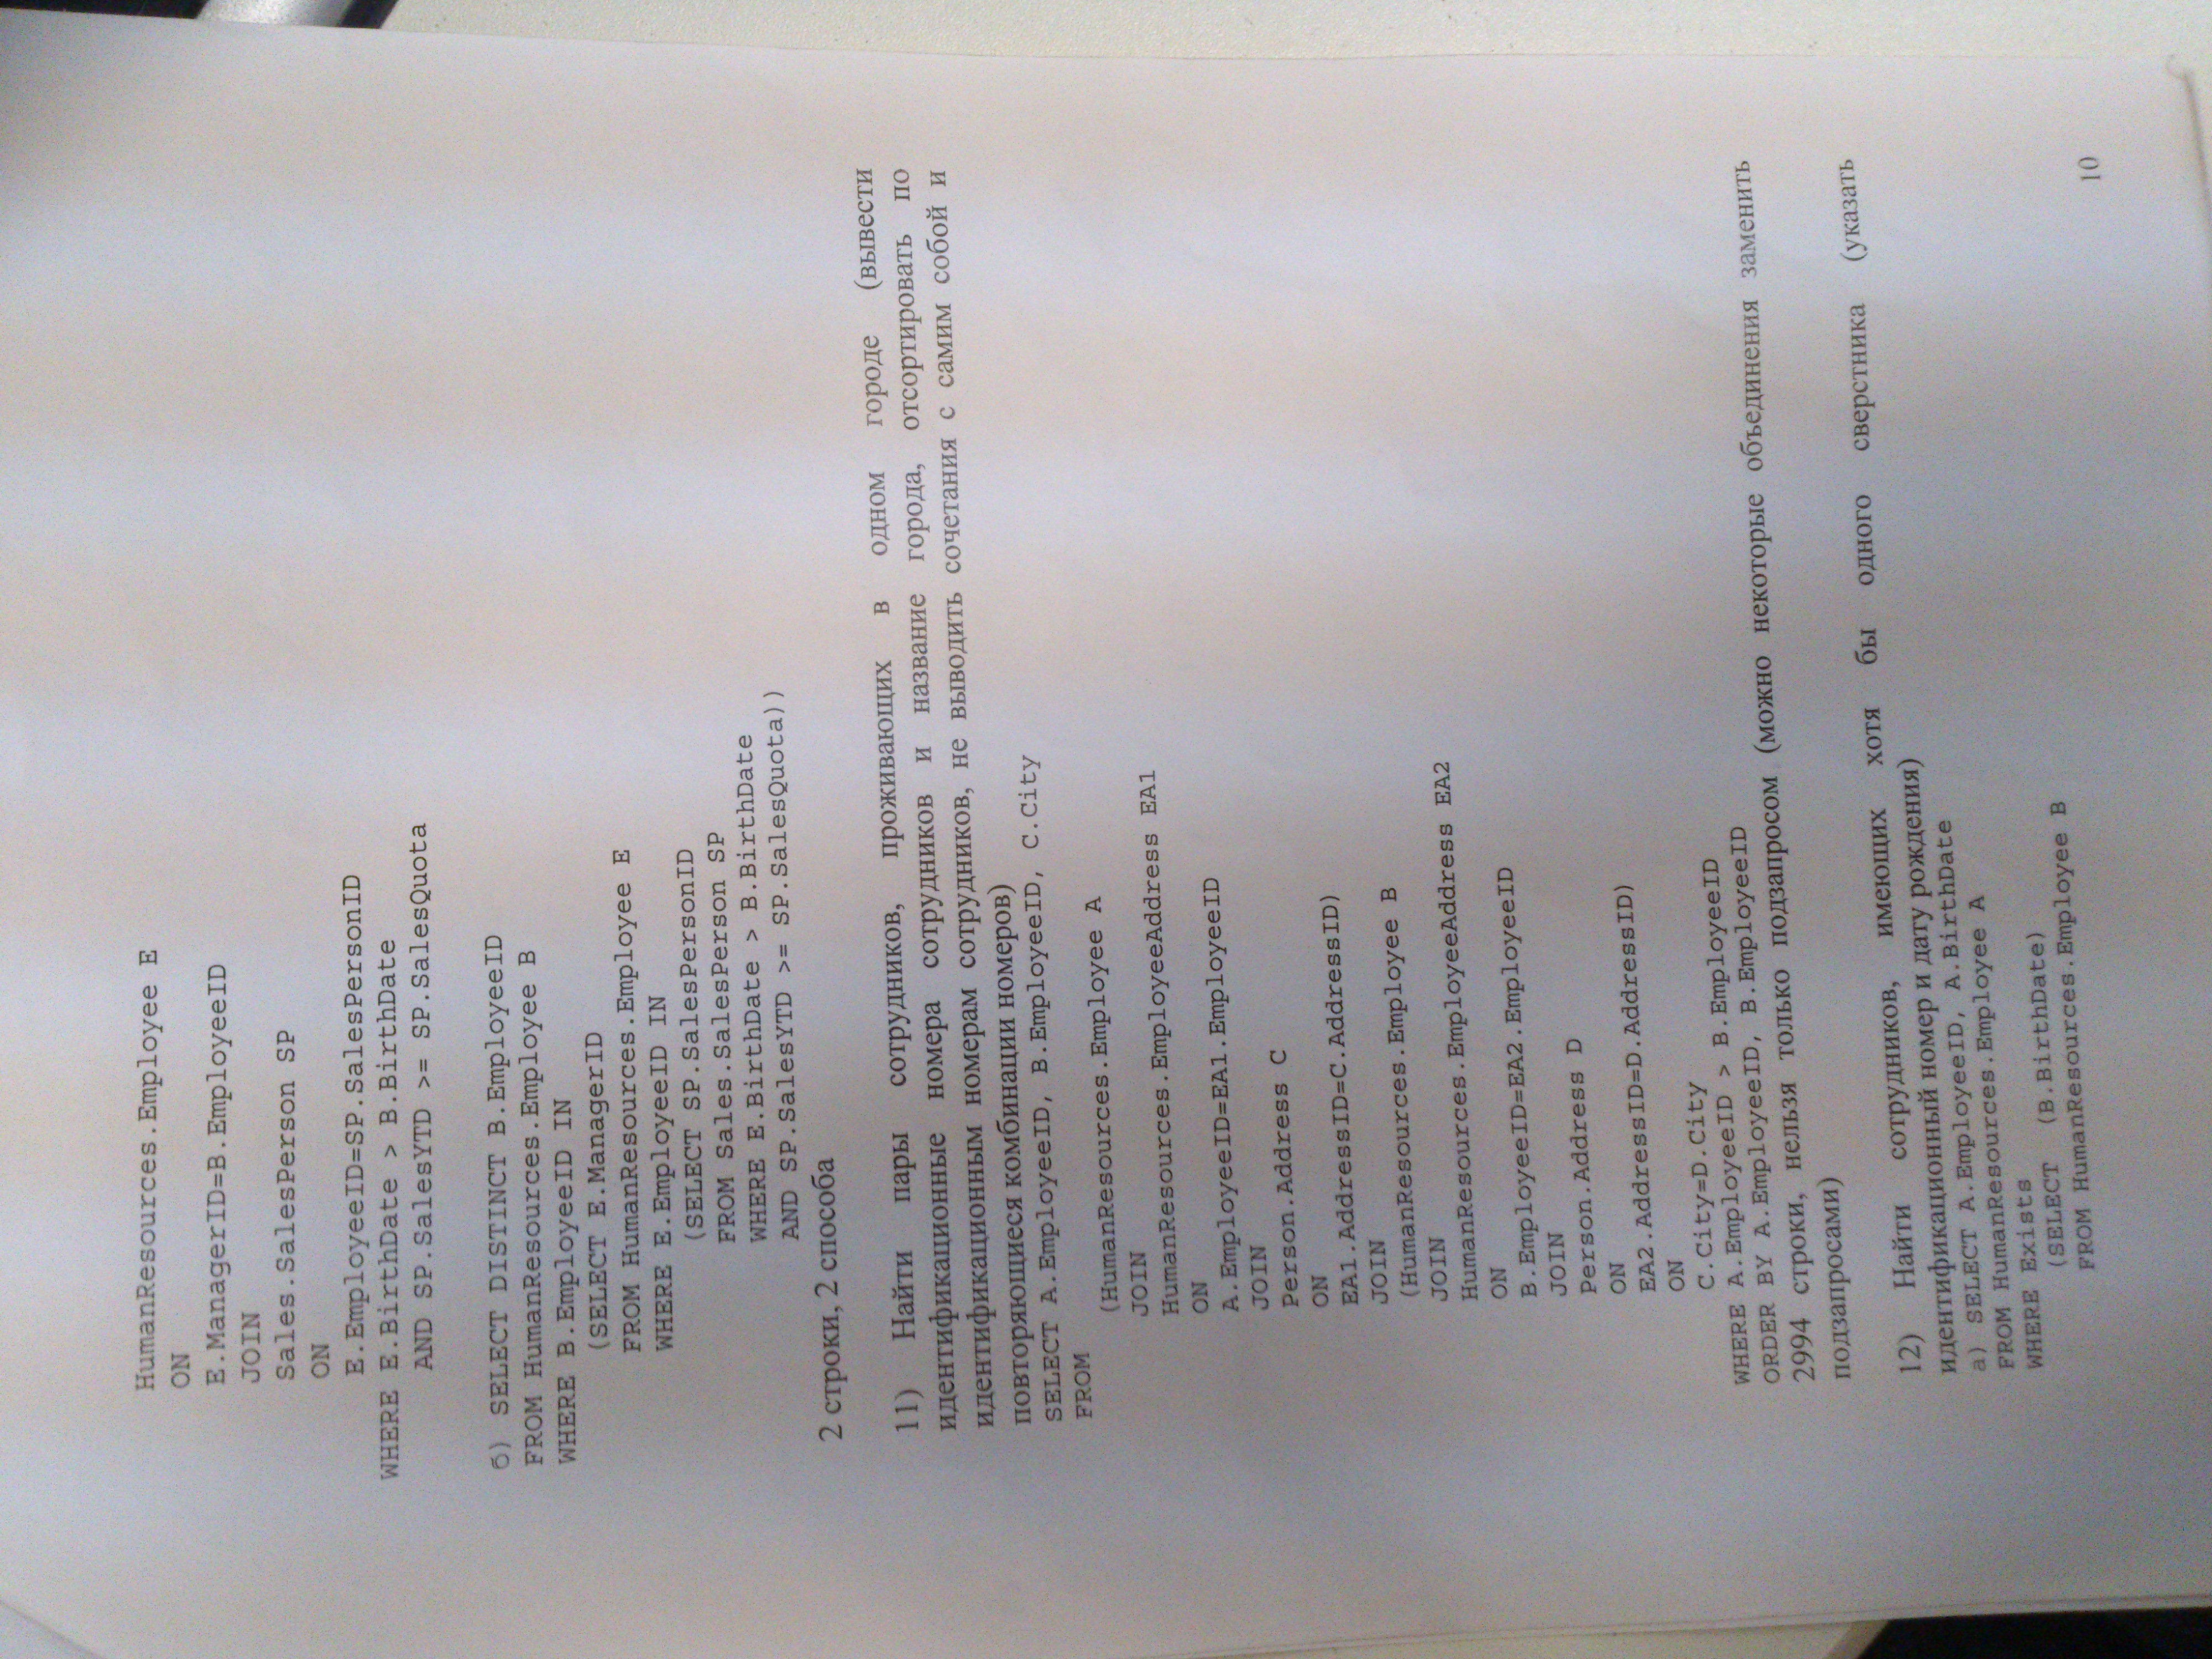 HumanResources.Employee E
ON
E.ManagerID=B.EmployeeID
JOIN
Sales.SalesPerson SP
ON
E.EmployeeID=SP.SalesPersonID
WHERE E.BirthDate > B.BirthDate
AND SP.SalesYTD >= SP.SalesQuota
б) SELECT DISTINCT B.EmployeeID
FROM HumanResources.Employee B
WHERE B.EmployeeID IN
(SELECT E.ManagerID
FROM HumanResources.Employee E
WHERE E.EmployeeID IN
(SELECT SP.SalesPersonID
FROM Sales.SalesPerson SP
WHERE E.BirthDate > B.BirthDate
AND SP.SalesYTD >= SP.SalesQuota))
2 строки, 2 способа
11) Найти пары сотрудников, проживающих в одном городе (вывести
идентификационные номера сотрудников и название города, отсортировать по
идентификационным номерам сотрудников, не выводить сочетания с самим собой и
повторяющиеся комбинации номеров)
SELECT A.EmployeeID, B.EmployeeID, C.City
FROM
(HumanResources.Employee A
JOIN
HumanResources.EmployeeAddress EA1
ON
A.EmployeeID=EA1.EmployeeID
JOIN
Person.Address C
ON
EA1.AddressID=C.AddressID)
JOIN
(HumanResources.Employee B
JOIN
HumanResources.EmployeeAddress EA2
ON
B.EmployeeID=EA2.EmployeeID
JOIN
Person.Address D
ON
EA2.AddressID=D.AddressID)
ON
C.City=D.City
WHERE A.EmployeeID > B.EmployeeID
ORDER BY A.EmployeeID, B.EmployeeID
2994 строки, нельзя только подзапросом (можно некоторые объединения заменить
подзапросами)
12) Найти сотрудников, имеющих хотя бы одного сверстника (указать
идентификационный номер и дату рождения)
а) SELECT A.EmployeeID, A.BirthDate
FROM HumanResources.Employee A
WHERE Exists
(SELECT (B.BirthDate)
FROM HumanResources.Employee B
10